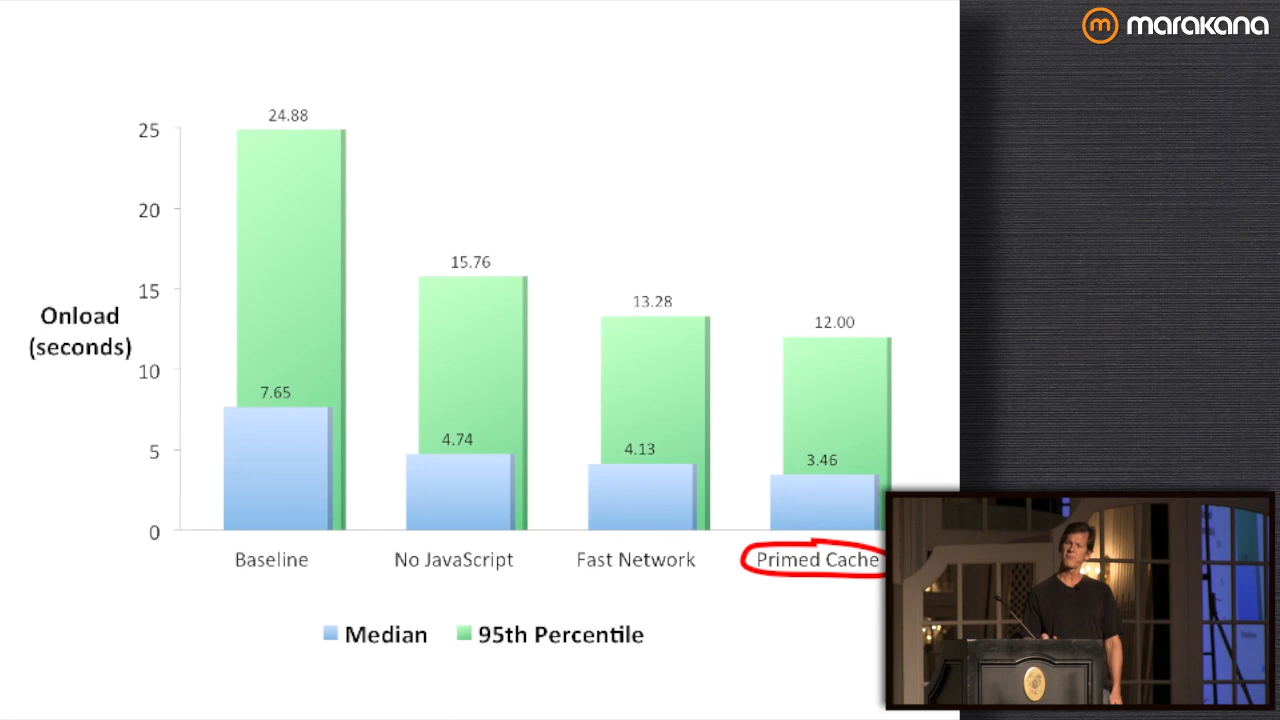 marakana
24.88
25
20
15.76
15
13.28
12.00
Onload
(seconds)
10
7.65
4.74
4.13
3.46
5
0
Baseline
No JavaScript
Fast Network
Primed Cache
Median
95th Percentile